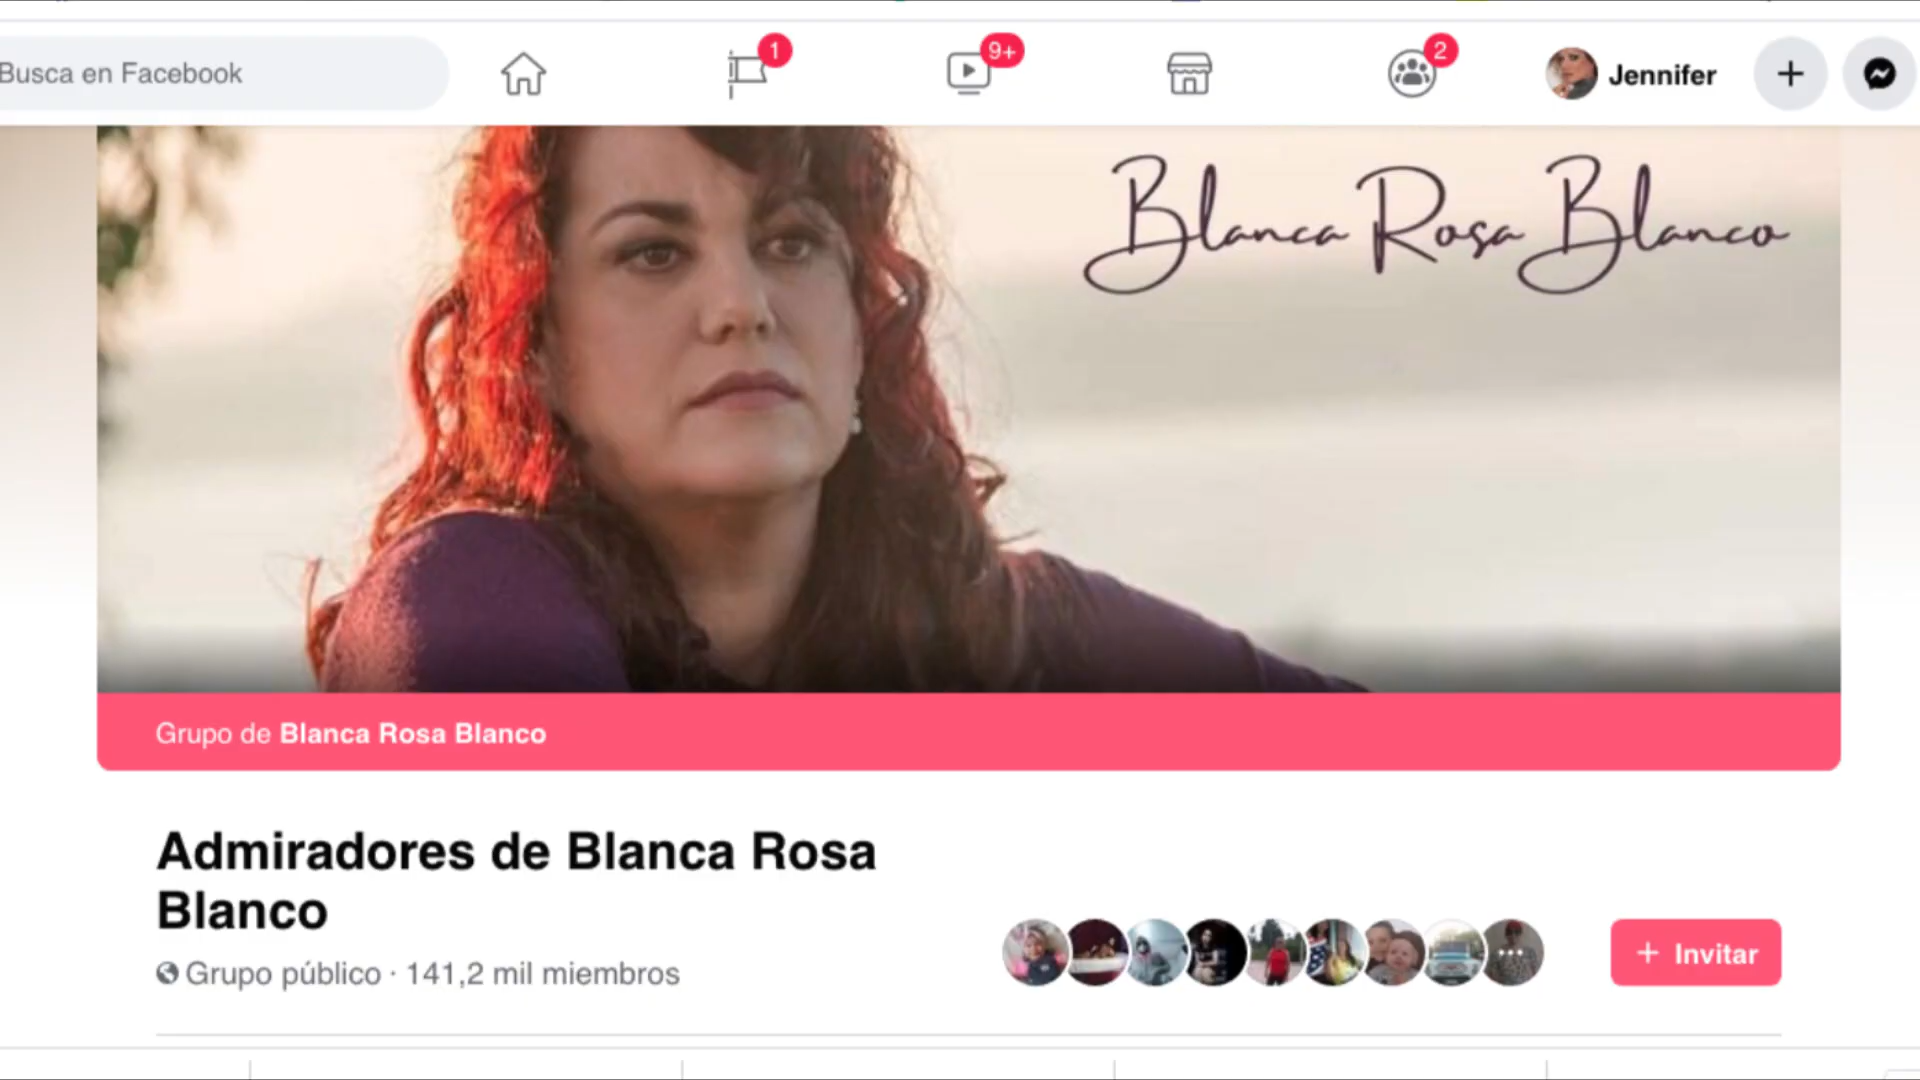 Busca en Facebook
1
9+
2
Jennifer
Blanca Rosa Blanco
Grupo de Blanca Rosa Blanco
Admiradores de Blanca Rosa
Blanco
Grupo público · 141,2 mil miembros
+ Invitar